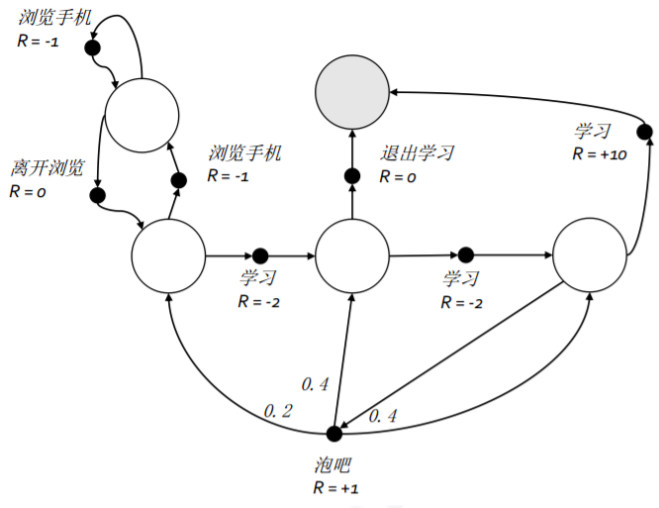 浏览手机
R = -1
离开浏览
R = 0
浏览手机
R = -1
退出学习
R = 0
学习
R = +10
学习
R = -2
学习
R = -2
0.2
0.4
0.4
泡吧
R = +1